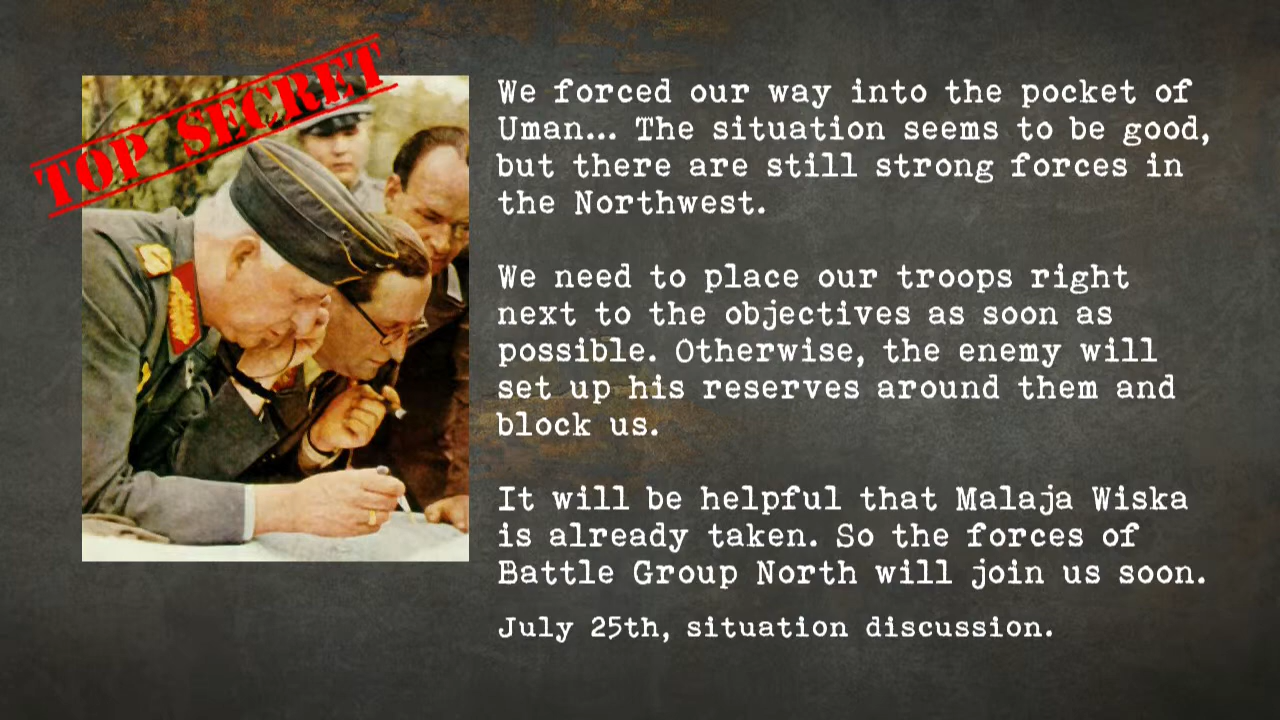 TOP SECRET
We forced our way into the pocket of
Uman... The situation seems to be good,
but there are still strong forces in
the Northwest.
We need to place our troops right
next to the objectives as soon as
possible. Otherwise, the enemy will
set up his reserves around them and
block us.
It will be helpful that Malaja Wiska
is already taken. So the forces of
Battle Group North will join us soon.
July 25th, situation discussion.